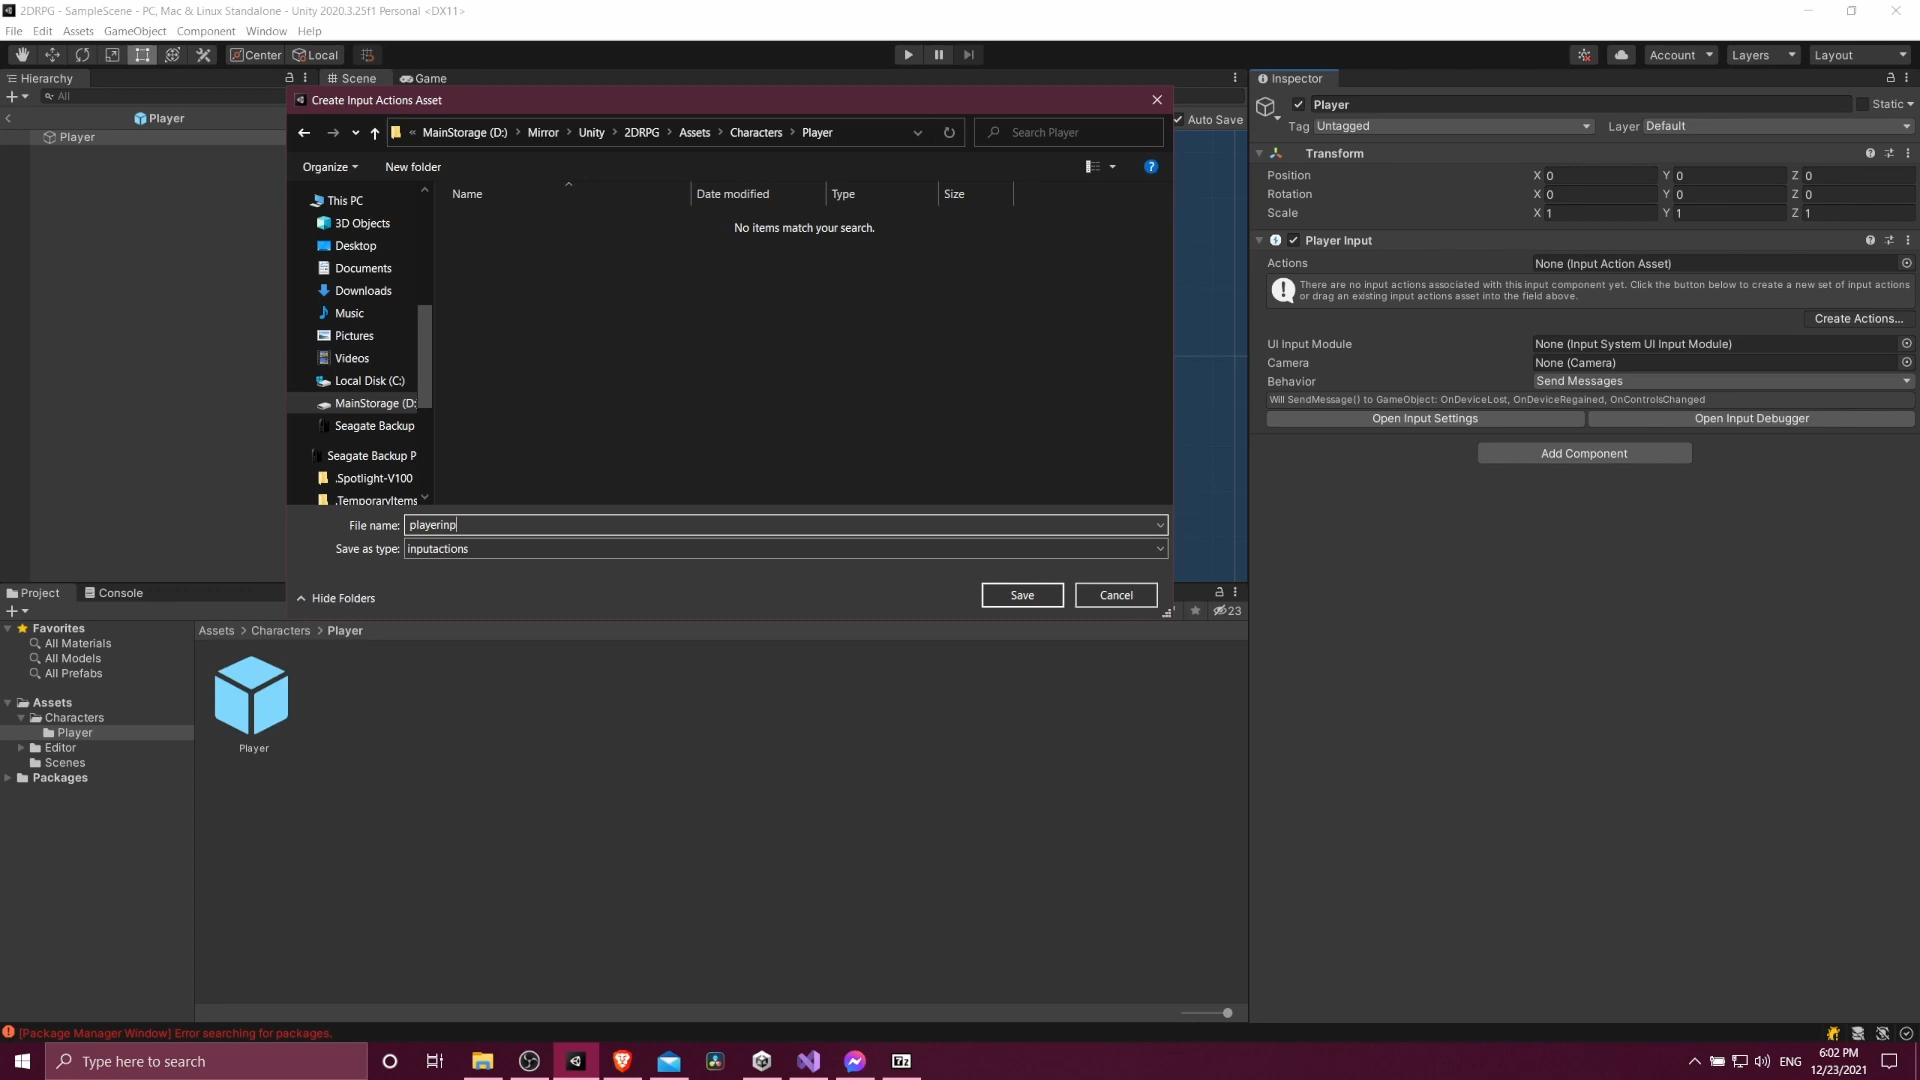 2DRPG - SampleScene - PC, Mac & Linux Standalone - Unity 2020.3.25f1 Personal <DX11>
File Edit Assets GameObject Component Window Help
Center Local Account Layers Layout
Hierarchy Scene Game Inspector
All
Player
Player
Create Input Actions Asset
« MainStorage (D:) > Mirror > Unity > 2DRPG > Assets > Characters > Player
Search Player
Organize New folder
This PC
3D Objects
Desktop
Documents
Downloads
Music
Pictures
Videos
Local Disk (C:)
MainStorage (D:
Seagate Backup
Seagate Backup P
.Spotlight-V100
.TemporaryItems
Name Date modified Type Size
No items match your search.
File name: playerinp
Save as type: inputactions
Hide Folders Save Cancel
Auto Save
Player Static
Tag Untagged Layer Default
Transform
Position X 0 Y 0 Z 0
Rotation X 0 Y 0 Z 0
Scale X 1 Y 1 Z 1
Player Input
Actions None (Input Action Asset)
There are no input actions associated with this input component yet. Click the button below to create a new set of input actions
or drag an existing input actions asset into the field above.
Create Actions...
UI Input Module None (Input System UI Input Module)
Camera None (Camera)
Behavior Send Messages
Will SendMessage() to GameObject: OnDeviceLost, OnDeviceRegained, OnControlsChanged
Open Input Settings Open Input Debugger
Add Component
Project Console
23
Favorites
All Materials
All Models
All Prefabs
Assets
Characters
Player
Editor
Scenes
Packages
Assets > Characters > Player
Player
[Package Manager Window] Error searching for packages.
Type here to search
ENG
6:02 PM
12/23/2021